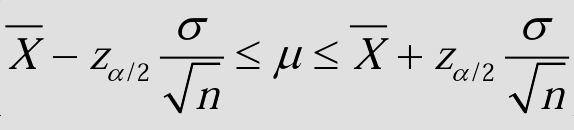 X̅ − z_{α/2} σ/√n ≤ μ ≤ X̅ + z_{α/2} σ/√n